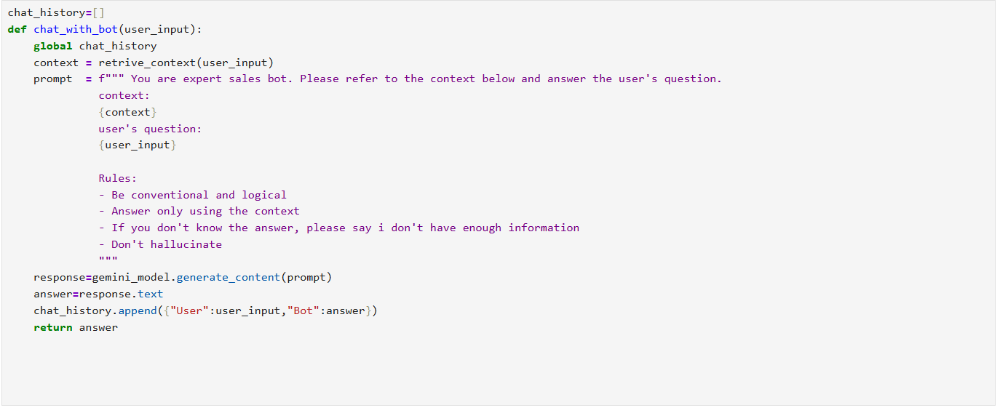 chat_history=[]
def chat_with_bot(user_input):
    global chat_history
    context = retrive_context(user_input)
    prompt  = f""" You are expert sales bot. Please refer to the context below and answer the user's question.
              context:
              {context}
              user's question:
              {user_input}

              Rules:
              - Be conventional and logical
              - Answer only using the context
              - If you don't know the answer, please say i don't have enough information
              - Don't hallucinate
              """
    response=gemini_model.generate_content(prompt)
    answer=response.text
    chat_history.append({"User":user_input,"Bot":answer})
    return answer